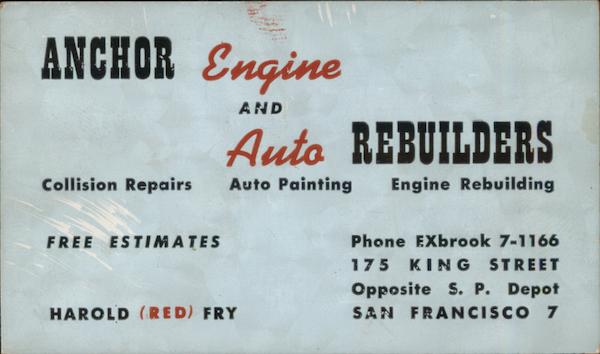 ANCHOR Engine
AND
Auto REBUILDERS
Collision Repairs Auto Painting Engine Rebuilding
FREE ESTIMATES
Phone EXbrook 7-1166
175 KING STREET
Opposite S. P. Depot
HAROLD (RED) FRY
SAN FRANCISCO 7